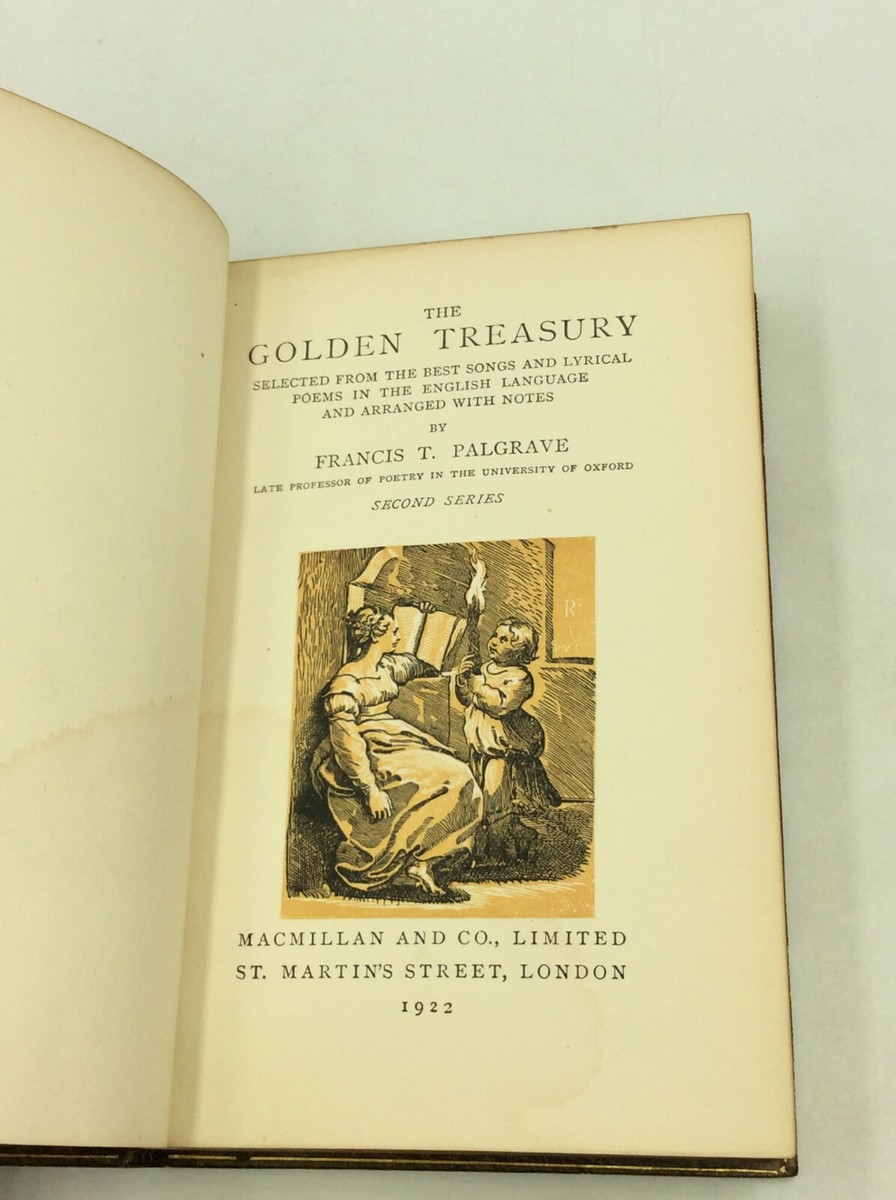 THE
GOLDEN TREASURY
SELECTED FROM THE BEST SONGS AND LYRICAL
POEMS IN THE ENGLISH LANGUAGE
AND ARRANGED WITH NOTES
BY
FRANCIS T. PALGRAVE
LATE PROFESSOR OF POETRY IN THE UNIVERSITY OF OXFORD
SECOND SERIES
MACMILLAN AND CO., LIMITED
ST. MARTIN'S STREET, LONDON
1922